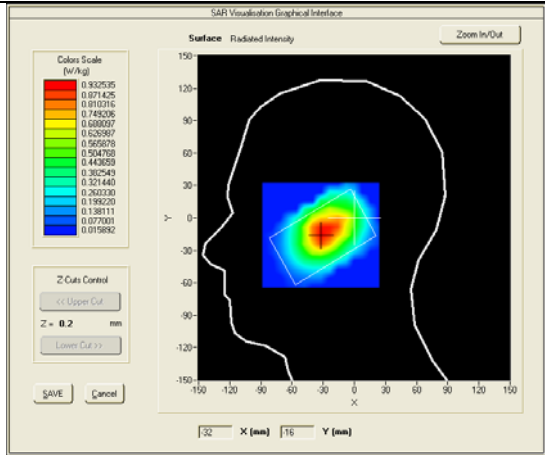 SAR Visualisation Graphical Interface
Surface Radiated Intensity
Zoom In/Out
Colors Scale
(W/kg)
0.932535
0.871425
0.810316
0.749206
0.688097
0.626987
0.565878
0.504768
0.443659
0.382549
0.321440
0.260330
0.199220
0.138111
0.077001
0.015892
Z-Cuts Control
<< Upper Cut
Z = 0.2 mm
Lower Cut >>
SAVE Cancel
150-
120-
90-
60-
30-
0-
-30-
-60-
-90-
-120-
-150-
Y
-150 -120 -90 -60 -30 0 30 60 90 120 150
X
-32 X (mm) -16 Y (mm)